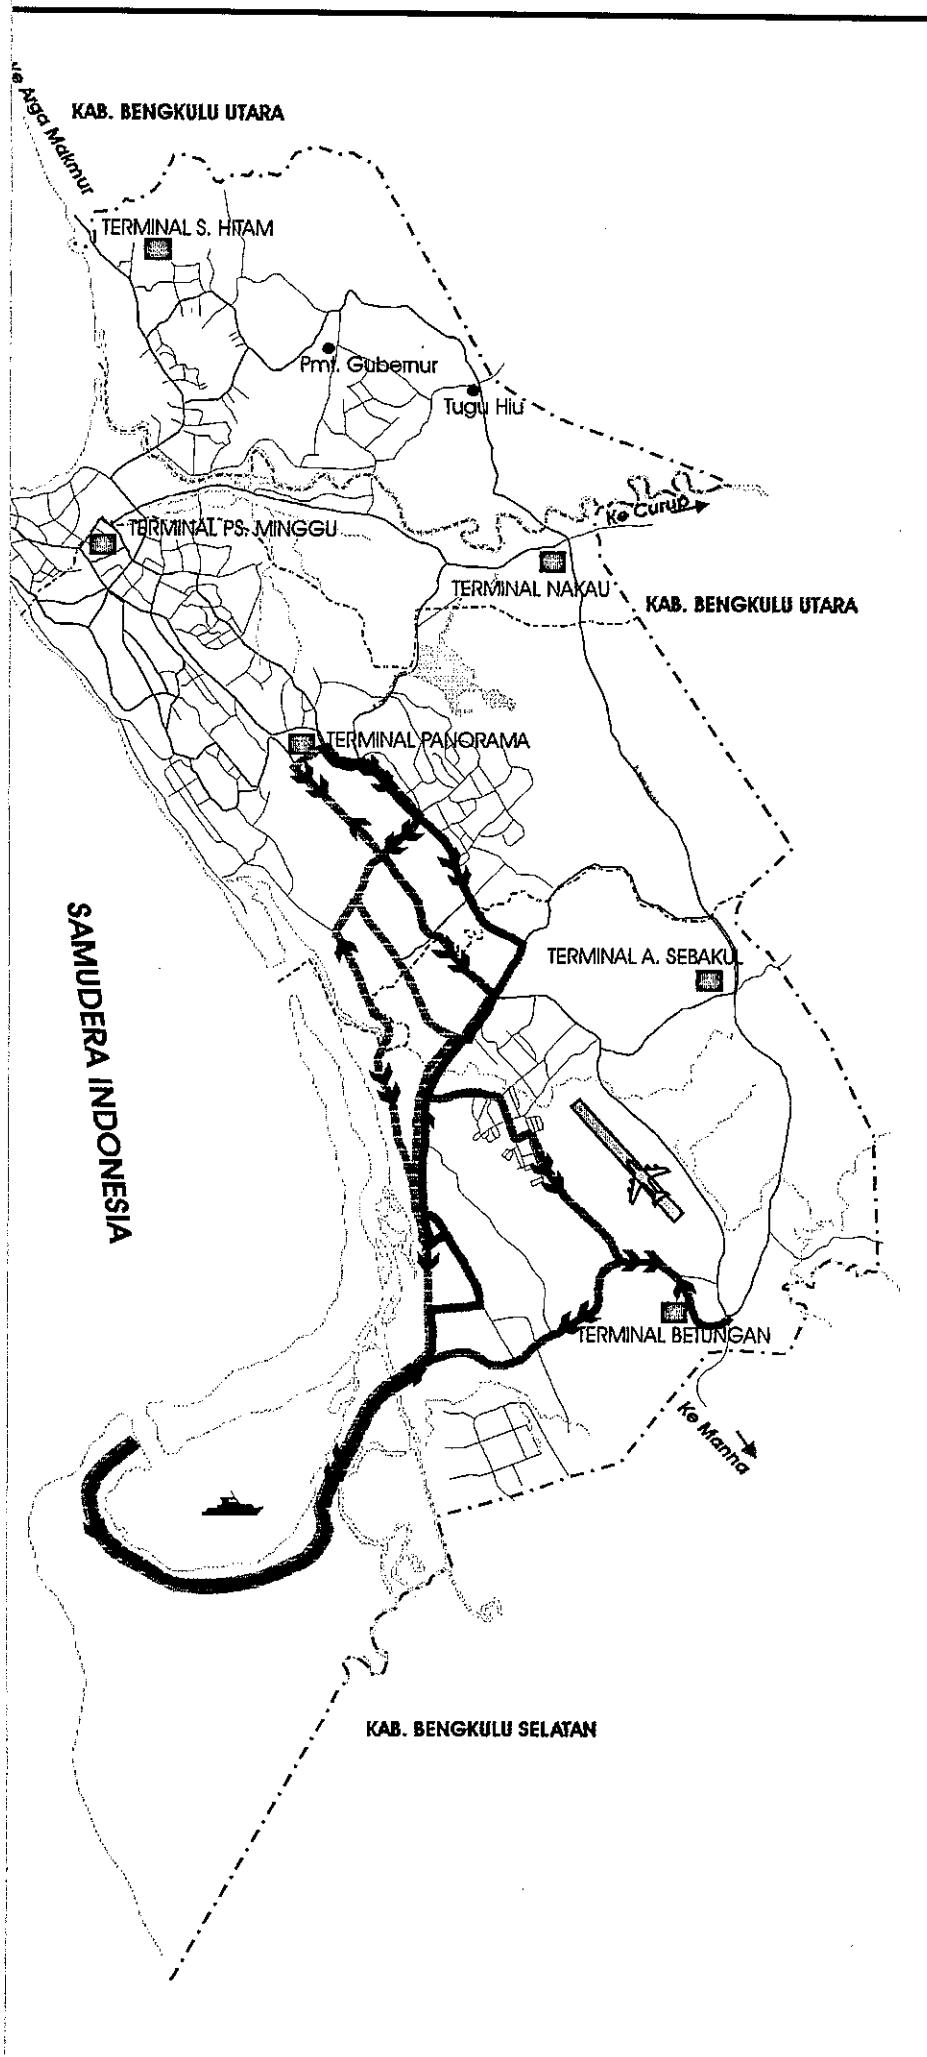 Ke Arga Makmur
KAB. BENGKULU UTARA
TERMINAL S. HITAM
Pmt. Gubernur
Tugu Hiu
Ke Curup
TERMINAL PS. MINGGU
TERMINAL NAKAU
KAB. BENGKULU UTARA
TERMINAL PANORAMA
SAMUDERA INDONESIA
TERMINAL A. SEBAKUL
TERMINAL BETUNGAN
Ke Manna
KAB. BENGKULU SELATAN